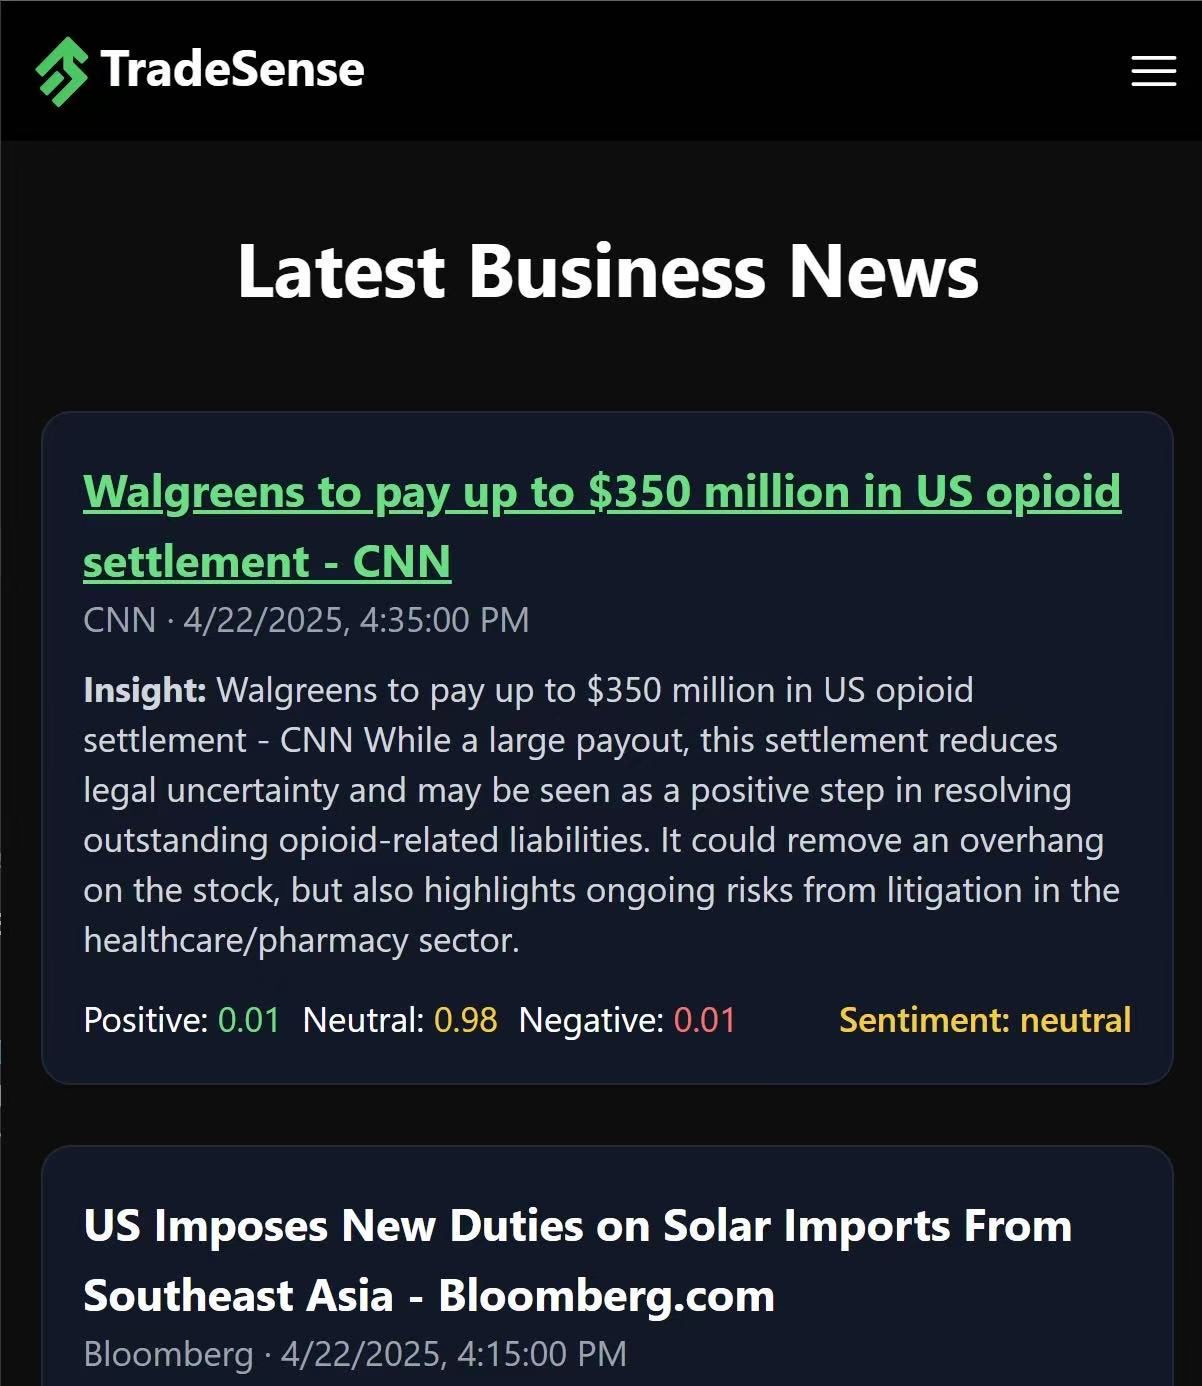 TradeSense
Latest Business News
Walgreens to pay up to $350 million in US opioid
settlement - CNN
CNN · 4/22/2025, 4:35:00 PM
Insight: Walgreens to pay up to $350 million in US opioid
settlement - CNN While a large payout, this settlement reduces
legal uncertainty and may be seen as a positive step in resolving
outstanding opioid-related liabilities. It could remove an overhang
on the stock, but also highlights ongoing risks from litigation in the
healthcare/pharmacy sector.
Positive: 0.01 Neutral: 0.98 Negative: 0.01 Sentiment: neutral
US Imposes New Duties on Solar Imports From
Southeast Asia - Bloomberg.com
Bloomberg · 4/22/2025, 4:15:00 PM